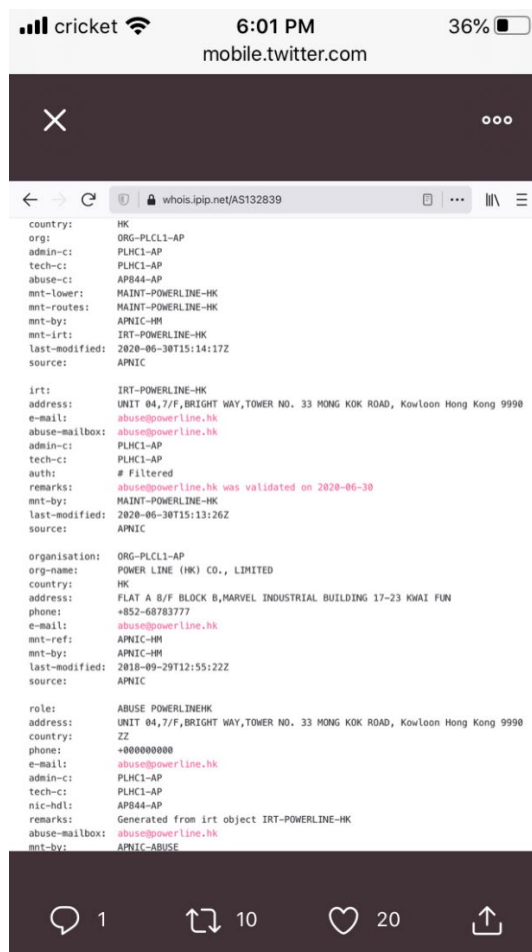 cricket 6:01 PM 36%
mobile.twitter.com
whois.ipip.net/AS132839
country: HK
org: ORG-PLCL1-AP
admin-c: PLHC1-AP
tech-c: PLHC1-AP
abuse-c: AP844-AP
mnt-lower: MAINT-POWERLINE-HK
mnt-routes: MAINT-POWERLINE-HK
mnt-by: APNIC-HM
mnt-irt: IRT-POWERLINE-HK
last-modified: 2020-06-30T15:14:17Z
source: APNIC
irt: IRT-POWERLINE-HK
address: UNIT 04,7/F,BRIGHT WAY,TOWER NO. 33 MONG KOK ROAD, Kowloon Hong Kong 9990
e-mail: abuse@powerline.hk
abuse-mailbox: abuse@powerline.hk
admin-c: PLHC1-AP
tech-c: PLHC1-AP
auth: # Filtered
remarks: abuse@powerline.hk was validated on 2020-06-30
mnt-by: MAINT-POWERLINE-HK
last-modified: 2020-06-30T15:13:26Z
source: APNIC
organisation: ORG-PLCL1-AP
org-name: POWER LINE (HK) CO., LIMITED
country: HK
address: FLAT A 8/F BLOCK B,MARVEL INDUSTRIAL BUILDING 17-23 KWAI FUN
phone: +852-68783777
e-mail: abuse@powerline.hk
mnt-ref: APNIC-HM
mnt-by: APNIC-HM
last-modified: 2018-09-29T12:55:22Z
source: APNIC
role: ABUSE POWERLINEHK
address: UNIT 04,7/F,BRIGHT WAY,TOWER NO. 33 MONG KOK ROAD, Kowloon Hong Kong 9990
country: ZZ
phone: +000000000
e-mail: abuse@powerline.hk
admin-c: PLHC1-AP
tech-c: PLHC1-AP
nic-hdl: AP844-AP
remarks: Generated from irt object IRT-POWERLINE-HK
abuse-mailbox: abuse@powerline.hk
mnt-by: APNIC-ABUSE
1 10 20